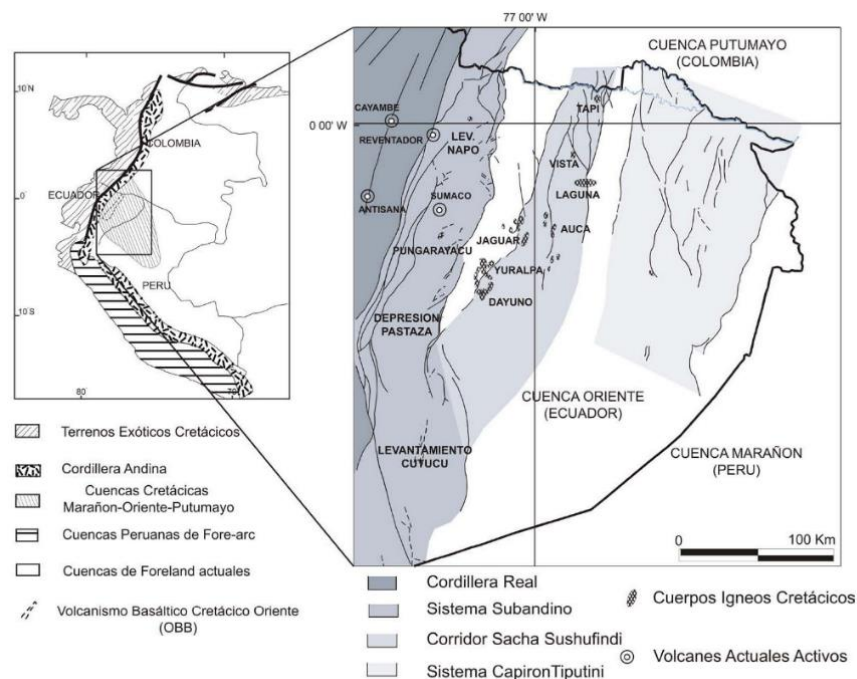 77 00' W
CUENCA PUTUMAYO
(COLOMBIA)
10'N
COLOMBIA
0'
ECUADOR
PERU
10'S
80
70
TAPI
CAYAMBE
0 00' W
REVENTADOR
LEV.
NAPO
VISTA
LAGUNA
ANTISANA
SUMACO
AUCA
JAGUAR
PUNGARAYACU
YURALPA
DAYUNO
DEPRESION
PASTAZA
CUENCA ORIENTE
(ECUADOR)
LEVANTAMIENTO
CUTUCU
CUENCA MARAÑON
(PERU)
0
100 Km
Terrenos Exóticos Cretácicos
Cordillera Andina
Cuencas Cretácicas
Marañon-Oriente-Putumayo
Cuencas Peruanas de Fore-arc
Cuencas de Foreland actuales
Volcanismo Basáltico Cretácico Oriente
(OBB)
Cordillera Real
Sistema Subandino
Corridor Sacha Sushufindi
Sistema CapironTiputini
Cuerpos Igneos Cretácicos
Volcanes Actuales Activos